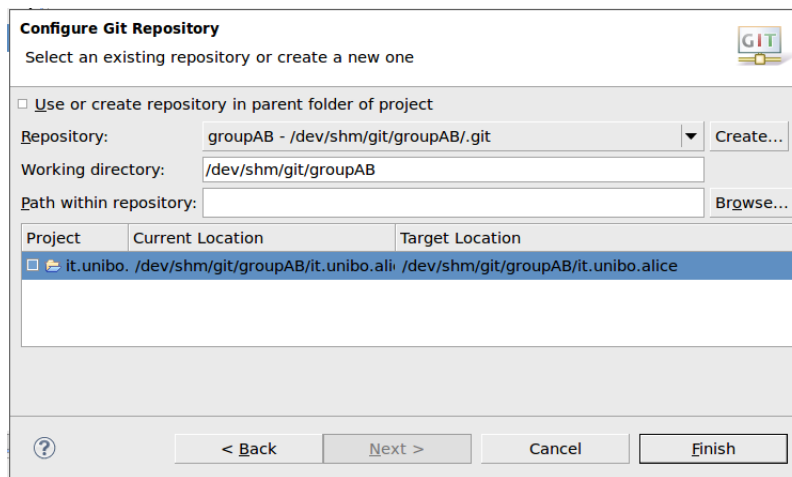 Configure Git Repository
Select an existing repository or create a new one
GIT
Use or create repository in parent folder of project
Repository: groupAB - /dev/shm/git/groupAB/.git Create...
Working directory: /dev/shm/git/groupAB
Path within repository: Browse...
Project Current Location Target Location
it.unibo. /dev/shm/git/groupAB/it.unibo.ali /dev/shm/git/groupAB/it.unibo.alice
? < Back Next > Cancel Finish